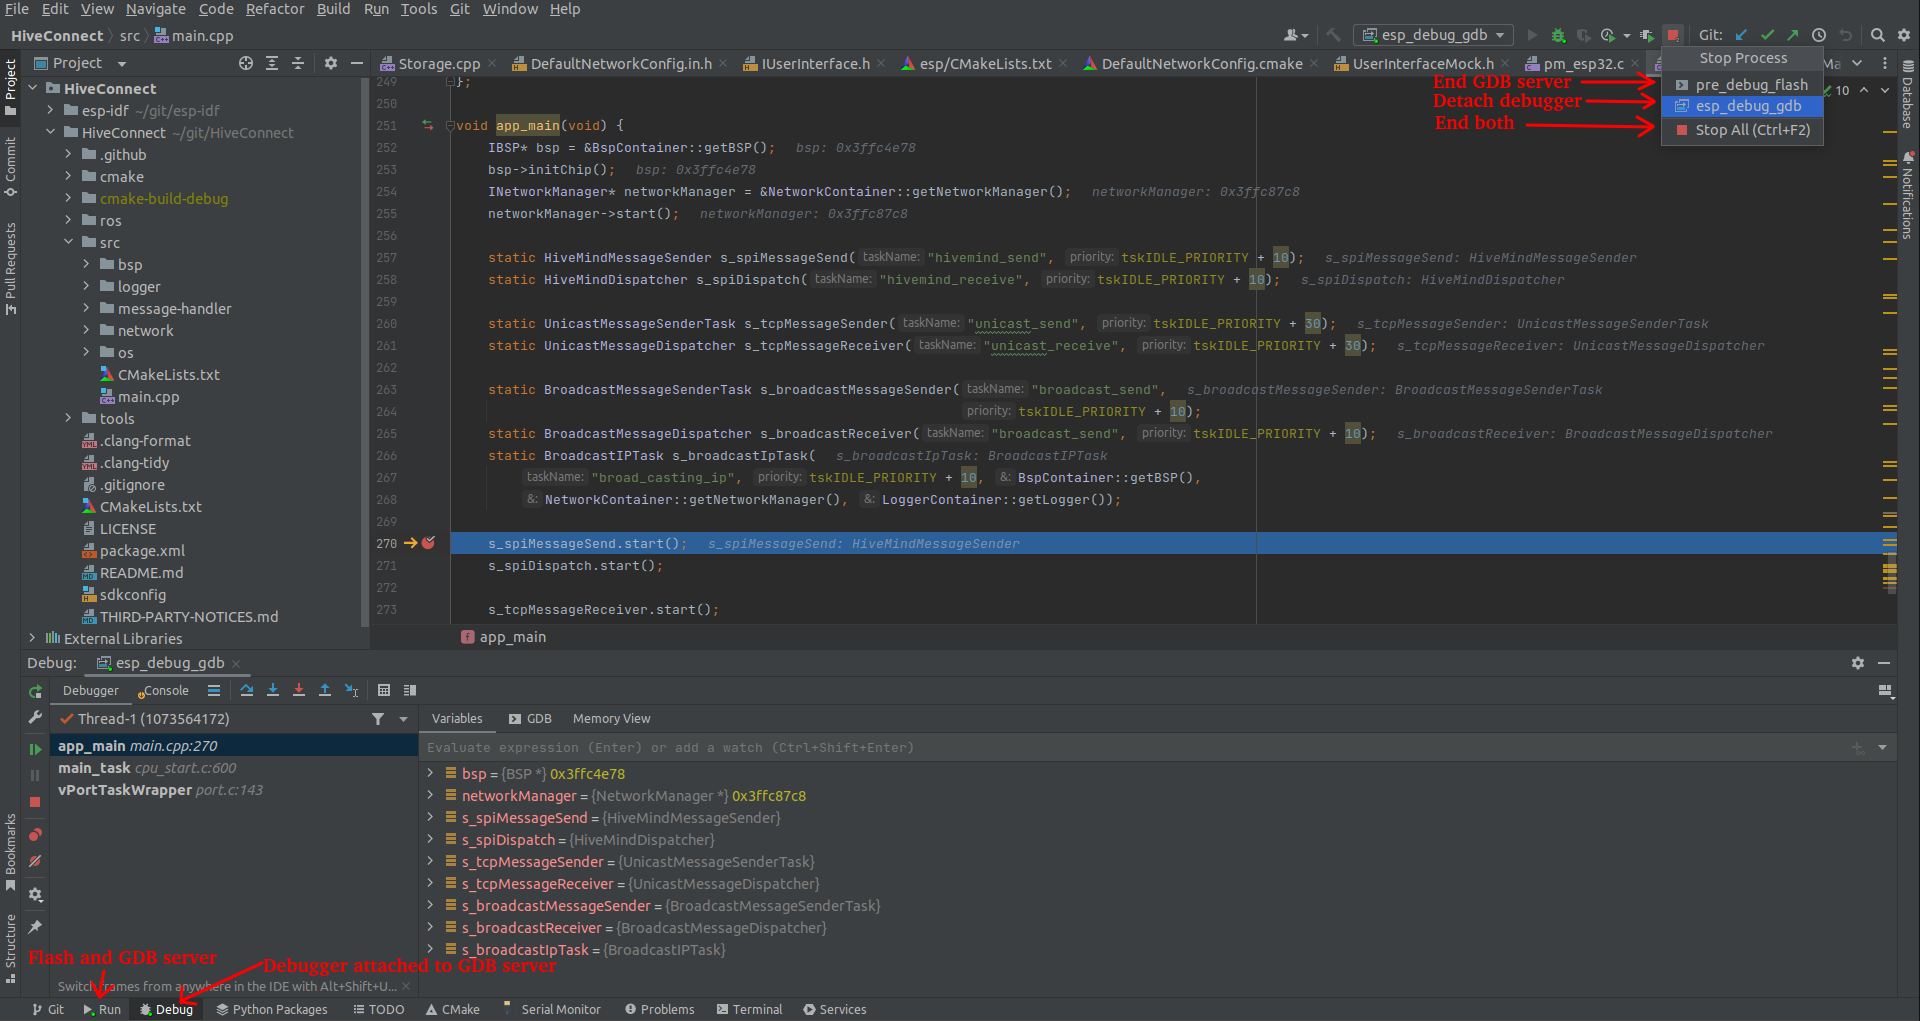 File Edit View Navigate Code Refactor Build Run Tools Git Window Help
HiveConnect src main.cpp
esp_debug_gdb Git:
Project
Storage.cpp DefaultNetworkConfig.in.h IUserInterface.h esp/CMakeLists.txt DefaultNetworkConfig.cmake UserInterfaceMock.h pm_esp32.c Ma
Stop Process
pre_debug_flash
esp_debug_gdb
Stop All (Ctrl+F2)
End GDB server
Detach debugger
End both
10
Project
Commit
Pull Requests
Bookmarks
Structure
Database
Notifications
HiveConnect
esp-idf ~/git/esp-idf
HiveConnect ~/git/HiveConnect
.github
cmake
cmake-build-debug
ros
src
bsp
logger
message-handler
network
os
CMakeLists.txt
main.cpp
tools
.clang-format
.clang-tidy
.gitignore
CMakeLists.txt
LICENSE
package.xml
README.md
sdkconfig
THIRD-PARTY-NOTICES.md
External Libraries
249 };
250
251 void app_main(void) {
252 IBSP* bsp = &BspContainer::getBSP(); bsp: 0x3ffc4e78
253 bsp->initChip(); bsp: 0x3ffc4e78
254 INetworkManager* networkManager = &NetworkContainer::getNetworkManager(); networkManager: 0x3ffc87c8
255 networkManager->start(); networkManager: 0x3ffc87c8
256
257 static HiveMindMessageSender s_spiMessageSend( taskName: "hivemind_send", priority: tskIDLE_PRIORITY + 10); s_spiMessageSend: HiveMindMessageSender
258 static HiveMindDispatcher s_spiDispatch( taskName: "hivemind_receive", priority: tskIDLE_PRIORITY + 10); s_spiDispatch: HiveMindDispatcher
259
260 static UnicastMessageSenderTask s_tcpMessageSender( taskName: "unicast_send", priority: tskIDLE_PRIORITY + 30); s_tcpMessageSender: UnicastMessageSenderTask
261 static UnicastMessageDispatcher s_tcpMessageReceiver( taskName: "unicast_receive", priority: tskIDLE_PRIORITY + 30); s_tcpMessageReceiver: UnicastMessageDispatcher
262
263 static BroadcastMessageSenderTask s_broadcastMessageSender( taskName: "broadcast_send", s_broadcastMessageSender: BroadcastMessageSenderTask
264 priority: tskIDLE_PRIORITY + 10);
265 static BroadcastMessageDispatcher s_broadcastReceiver( taskName: "broadcast_send", priority: tskIDLE_PRIORITY + 10); s_broadcastReceiver: BroadcastMessageDispatcher
266 static BroadcastIPTask s_broadcastIpTask( s_broadcastIpTask: BroadcastIPTask
267 taskName: "broad_casting_ip", priority: tskIDLE_PRIORITY + 10, &: BspContainer::getBSP(),
268 &: NetworkContainer::getNetworkManager(), &: LoggerContainer::getLogger());
269
270 s_spiMessageSend.start(); s_spiMessageSend: HiveMindMessageSender
271 s_spiDispatch.start();
272
273 s_tcpMessageReceiver.start();
f app_main
Debug: esp_debug_gdb
Debugger Console
Thread-1 (1073564172)
app_main main.cpp:270
main_task cpu_start.c:600
vPortTaskWrapper port.c:143
Variables GDB Memory View
Evaluate expression (Enter) or add a watch (Ctrl+Shift+Enter)
bsp = {BSP *} 0x3ffc4e78
networkManager = {NetworkManager *} 0x3ffc87c8
s_spiMessageSend = {HiveMindMessageSender}
s_spiDispatch = {HiveMindDispatcher}
s_tcpMessageSender = {UnicastMessageSenderTask}
s_tcpMessageReceiver = {UnicastMessageDispatcher}
s_broadcastMessageSender = {BroadcastMessageSenderTask}
s_broadcastReceiver = {BroadcastMessageDispatcher}
s_broadcastIpTask = {BroadcastIPTask}
Flash and GDB server
Debugger attached to GDB server
Switch frames from anywhere in the IDE with Alt+Shift+U...
Git Run Debug Python Packages TODO CMake Serial Monitor Problems Terminal Services